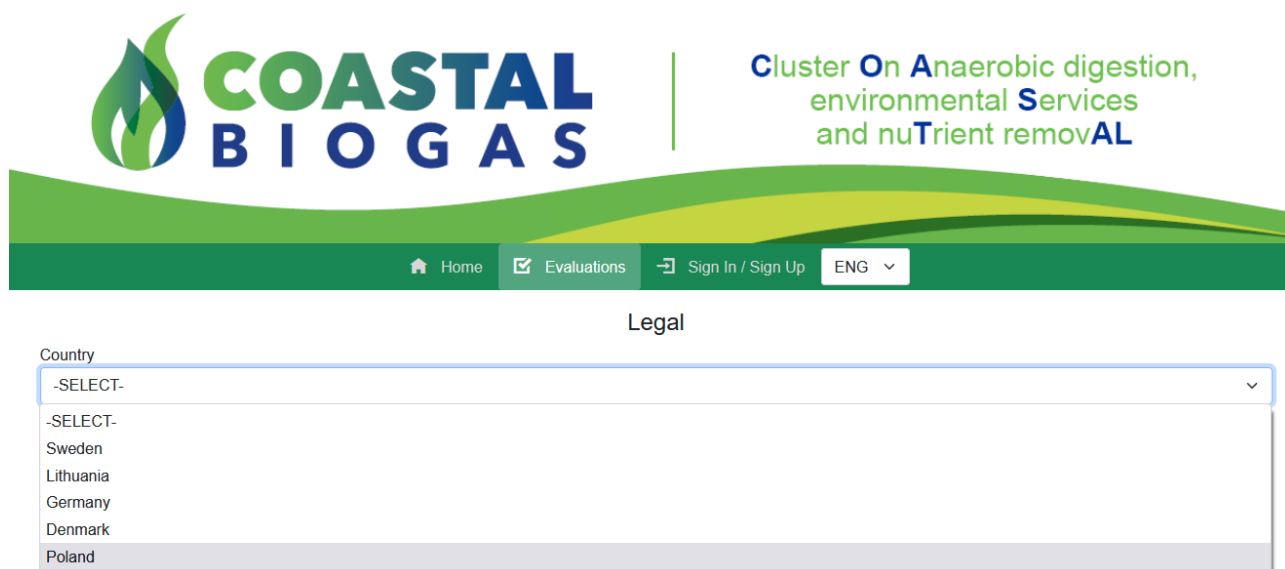 COASTAL
BIOGAS
Cluster On Anaerobic digestion,
environmental Services
and nuTrient removAL
Home
Evaluations
Sign In / Sign Up
ENG
Legal
Country
-SELECT-
-SELECT-
Sweden
Lithuania
Germany
Denmark
Poland